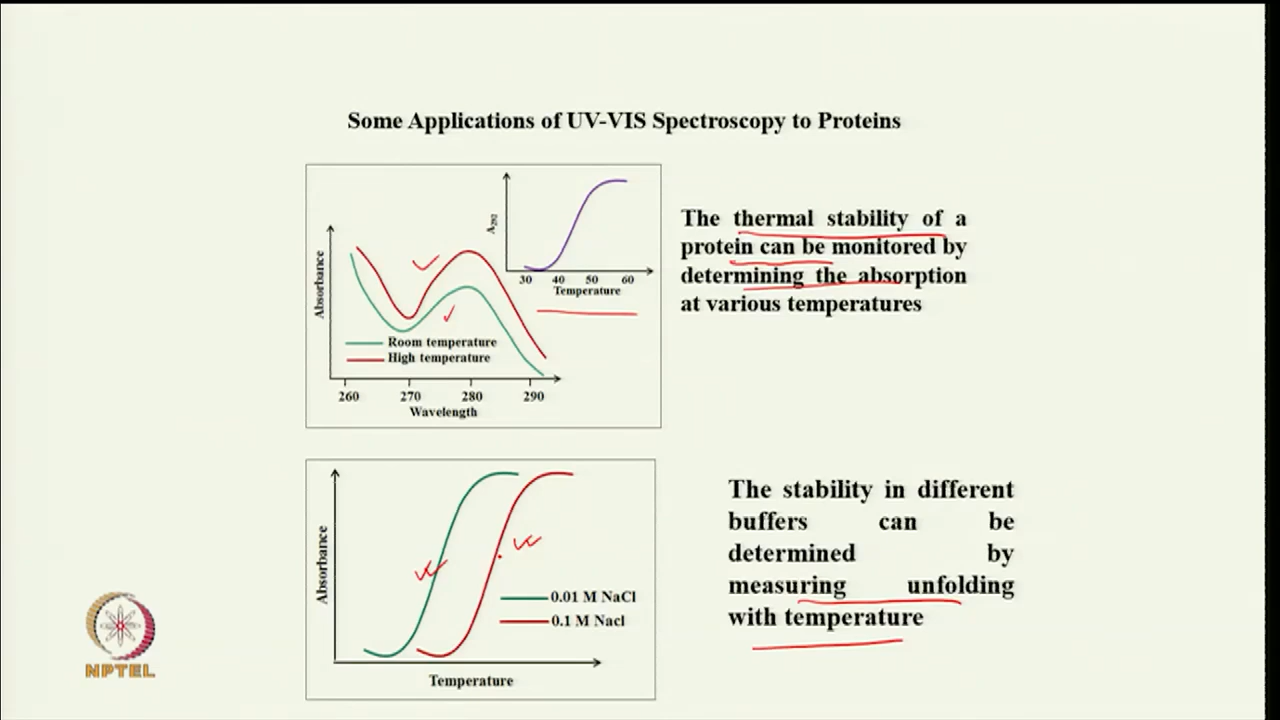 Some Applications of UV-VIS Spectroscopy to Proteins
A292
30 40 50 60
Temperature
Absorbance
Room temperature
High temperature
260 270 280 290
Wavelength
The thermal stability of a
protein can be monitored by
determining the absorption
at various temperatures
Absorbance
0.01 M NaCl
0.1 M Nacl
Temperature
The stability in different
buffers can be
determined by
measuring unfolding
with temperature
NPTEL